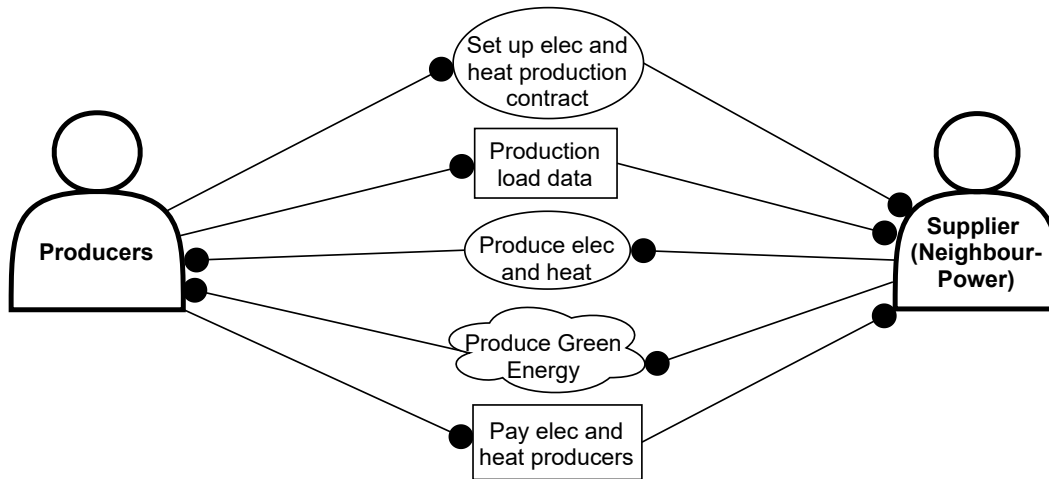 Set up elec and
heat production
contract
Production
load data
Producers
Produce elec
and heat
Supplier
(Neighbour-
Power)
Produce Green
Energy
Pay elec and
heat producers